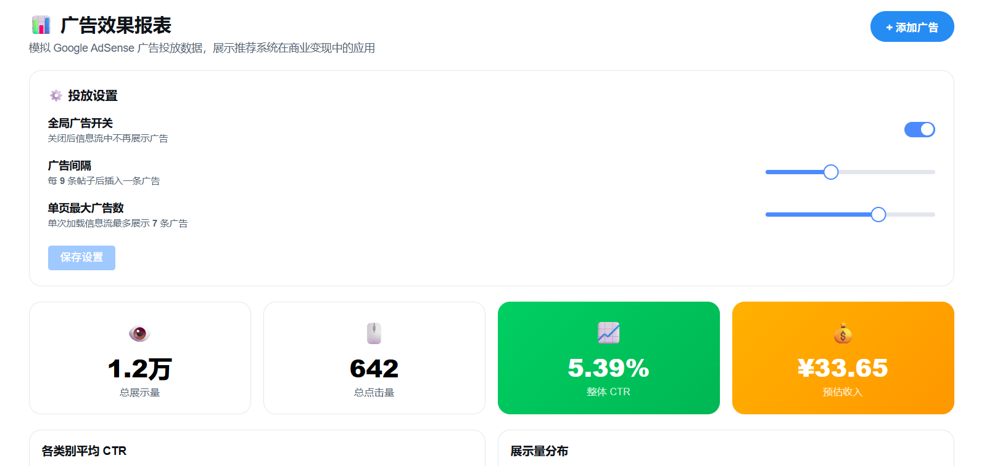 广告效果报表
+ 添加广告
模拟 Google AdSense 广告投放数据，展示推荐系统在商业变现中的应用
投放设置
全局广告开关
关闭后信息流中不再展示广告
广告间隔
每 9 条帖子后插入一条广告
单页最大广告数
单次加载信息流最多展示 7 条广告
保存设置
1.2万
总展示量
642
总点击量
5.39%
整体 CTR
¥33.65
预估收入
各类别平均 CTR
展示量分布